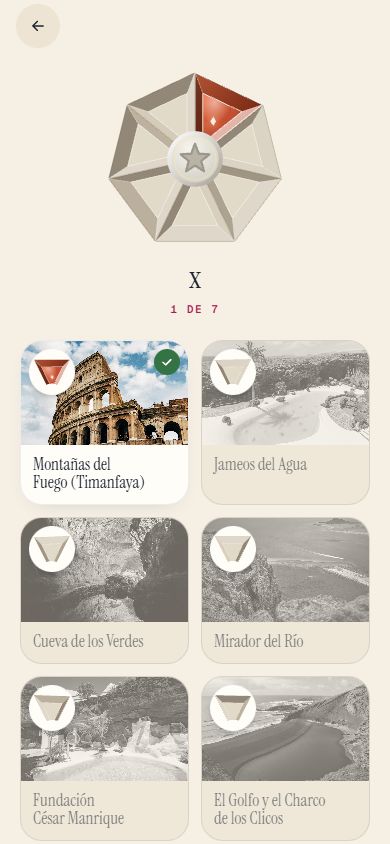 X
1 DE 7
Montañas del
Fuego (Timanfaya)
Jameos del Agua
Cueva de los Verdes
Mirador del Río
Fundación
César Manrique
El Golfo y el Charco
de los Clicos